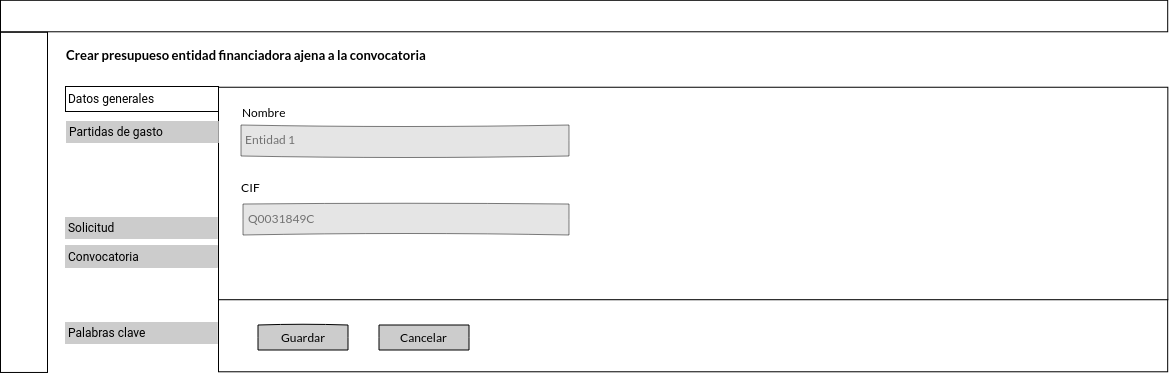 Crear presupueso entidad financiadora ajena a la convocatoria
Datos generales
Partidas de gasto
Solicitud
Convocatoria
Palabras clave
Nombre
Entidad 1
CIF
Q0031849C
Guardar
Cancelar